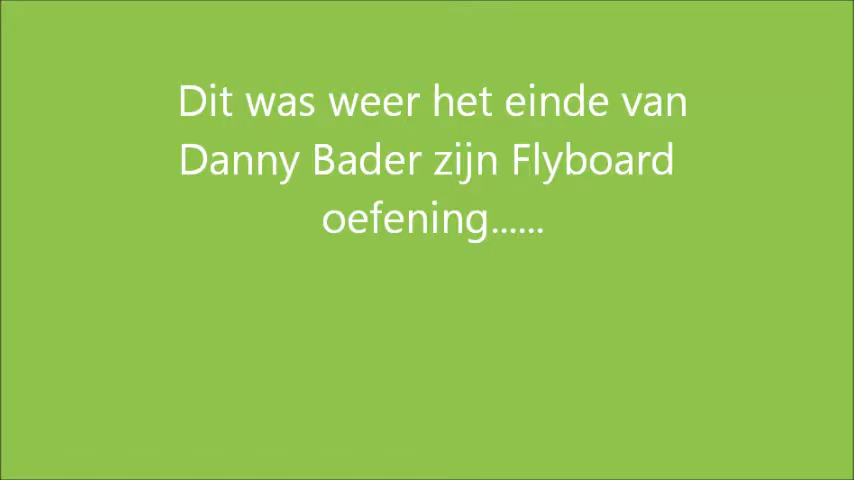 Dit was weer het einde van
Danny Bader zijn Flyboard
oefening......